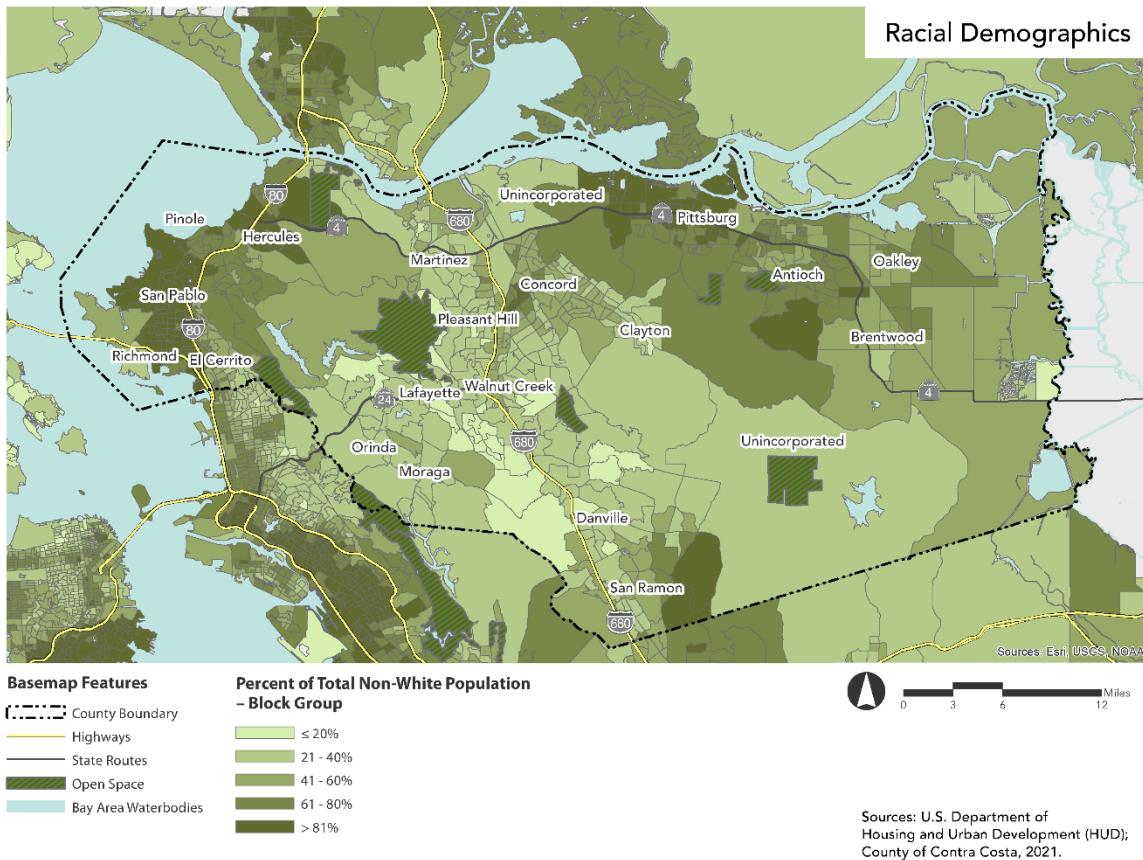 Racial Demographics
80
Unincorporated
Pinole
680
4
Pittsburg
Hercules
4
Martinez
Oakley
Antioch
Concord
San Pablo
Pleasant Hill
80
Clayton
Brentwood
Richmond
El Cerrito
Walnut Creek
Lafayette
4
24
680
Unincorporated
Orinda
Moraga
Danville
San Ramon
680
Sources: Esri, USGS, NOAA
Basemap Features
County Boundary
Highways
State Routes
Open Space
Bay Area Waterbodies
Percent of Total Non-White Population
– Block Group
≤ 20%
21 - 40%
41 - 60%
61 - 80%
> 81%
Miles
0 3 6 12
Sources: U.S. Department of
Housing and Urban Development (HUD);
County of Contra Costa, 2021.